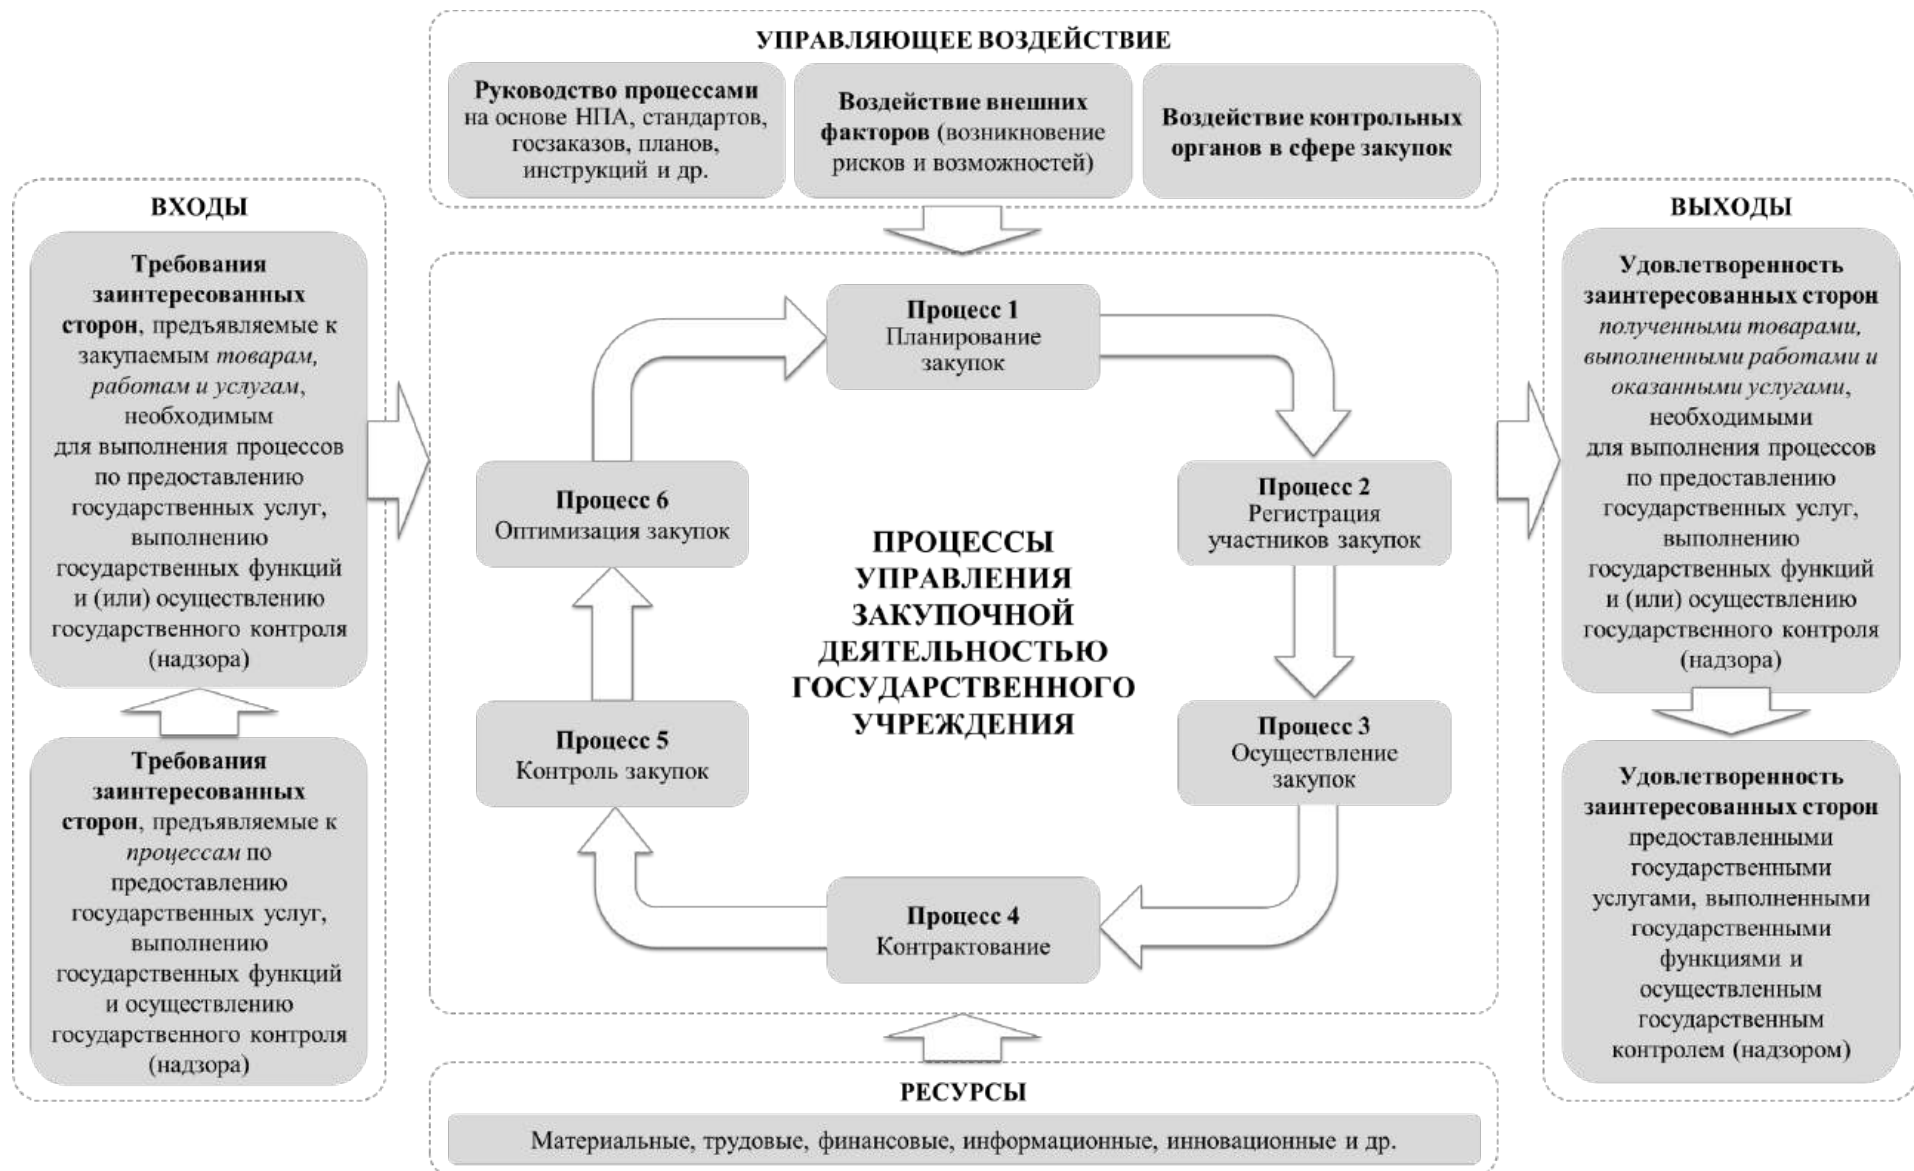 УПРАВЛЯЮЩЕЕ ВОЗДЕЙСТВИЕ
Руководство процессами
на основе НПА, стандартов,
госзаказов, планов,
инструкций и др.
Воздействие внешних
факторов (возникновение
рисков и возможностей)
Воздействие контрольных
органов в сфере закупок
ВХОДЫ
Требования
заинтересованных
сторон, предъявляемые к
закупаемым товарам,
работам и услугам,
необходимым
для выполнения процессов
по предоставлению
государственных услуг,
выполнению
государственных функций
и (или) осуществлению
государственного контроля
(надзора)
Требования
заинтересованных
сторон, предъявляемые к
процессам по
предоставлению
государственных услуг,
выполнению
государственных функций
и осуществлению
государственного контроля
(надзора)
Процесс 1
Планирование
закупок
Процесс 2
Регистрация
участников закупок
Процесс 3
Осуществление
закупок
Процесс 4
Контрактование
Процесс 5
Контроль закупок
Процесс 6
Оптимизация закупок
ПРОЦЕССЫ
УПРАВЛЕНИЯ
ЗАКУПОЧНОЙ
ДЕЯТЕЛЬНОСТЬЮ
ГОСУДАРСТВЕННОГО
УЧРЕЖДЕНИЯ
ВЫХОДЫ
Удовлетворенность
заинтересованных сторон
полученными товарами,
выполненными работами и
оказанными услугами,
необходимыми
для выполнения процессов
по предоставлению
государственных услуг,
выполнению
государственных функций
и (или) осуществлению
государственного контроля
(надзора)
Удовлетворенность
заинтересованных сторон
предоставленными
государственными
услугами, выполненными
государственными
функциями и
осуществленным
государственным
контролем (надзором)
РЕСУРСЫ
Материальные, трудовые, финансовые, информационные, инновационные и др.